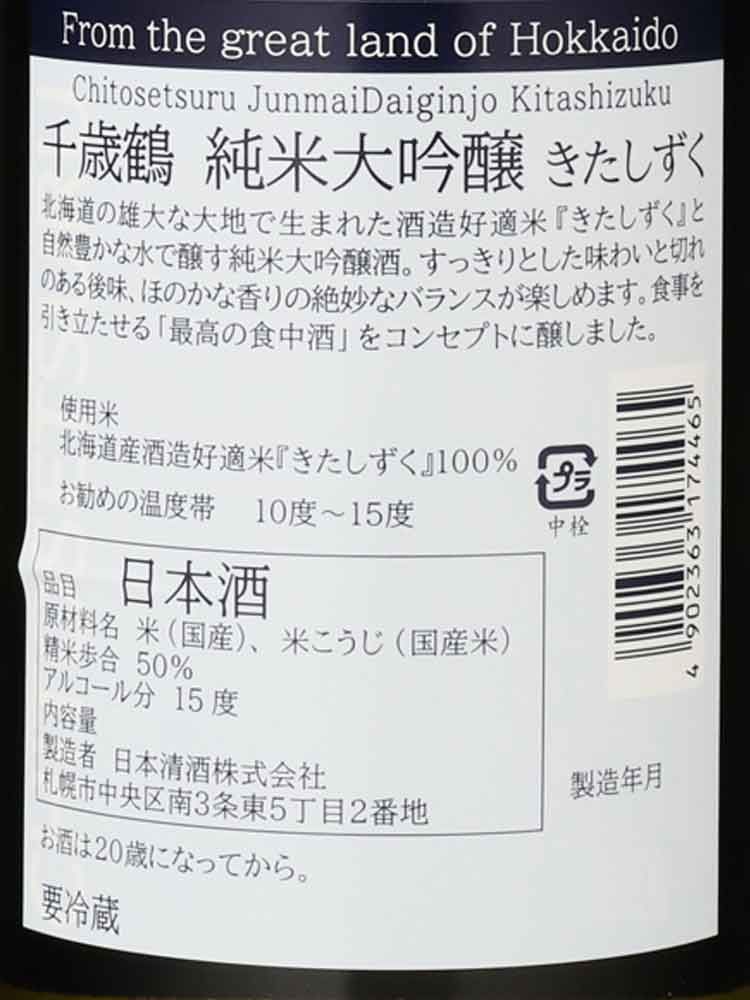 From the great land of Hokkaido
Chitosetsuru JunmaiDaiginjo Kitashizuku
千歳鶴 純米大吟醸 きたしずく
北海道の雄大な大地で生まれた酒造好適米『きたしずく』と
自然豊かな水で醸す純米大吟醸酒。すっきりとした味わいと切れ
のある後味、ほのかな香りの絶妙なバランスが楽しめます。食事を
引き立たせる「最高の食中酒」をコンセプトに醸しました。
使用米
北海道産酒造好適米『きたしずく』100%
お勧めの温度帯 10度～15度
プラ
中栓
4902363174465
品目 日本酒
原材料名 米(国産)、米こうじ(国産米)
精米歩合 50%
アルコール分 15度
内容量
製造者 日本清酒株式会社
札幌市中央区南3条東5丁目2番地
製造年月
お酒は20歳になってから。
要冷蔵